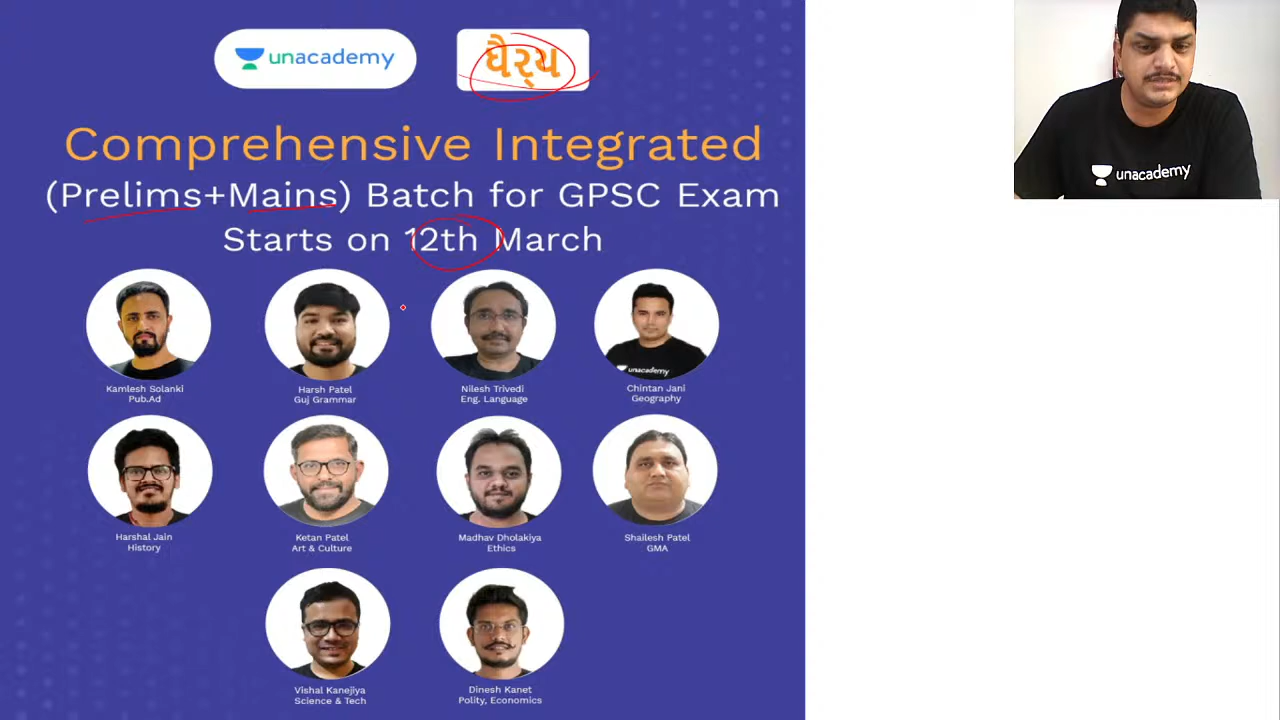 unacademy
ધૈર્ય
Comprehensive Integrated
(Prelims+Mains) Batch for GPSC Exam
Starts on 12th March
unacademy
unacademy
Kamlesh Solanki
Pub.Ad
Harsh Patel
Guj Grammar
Nilesh Trivedi
Eng. Language
Chintan Jani
Geography
Harshal Jain
History
Ketan Patel
Art & Culture
Madhav Dholakiya
Ethics
Shailesh Patel
GMA
Vishal Kanejiya
Science & Tech
Dinesh Kanet
Polity, Economics